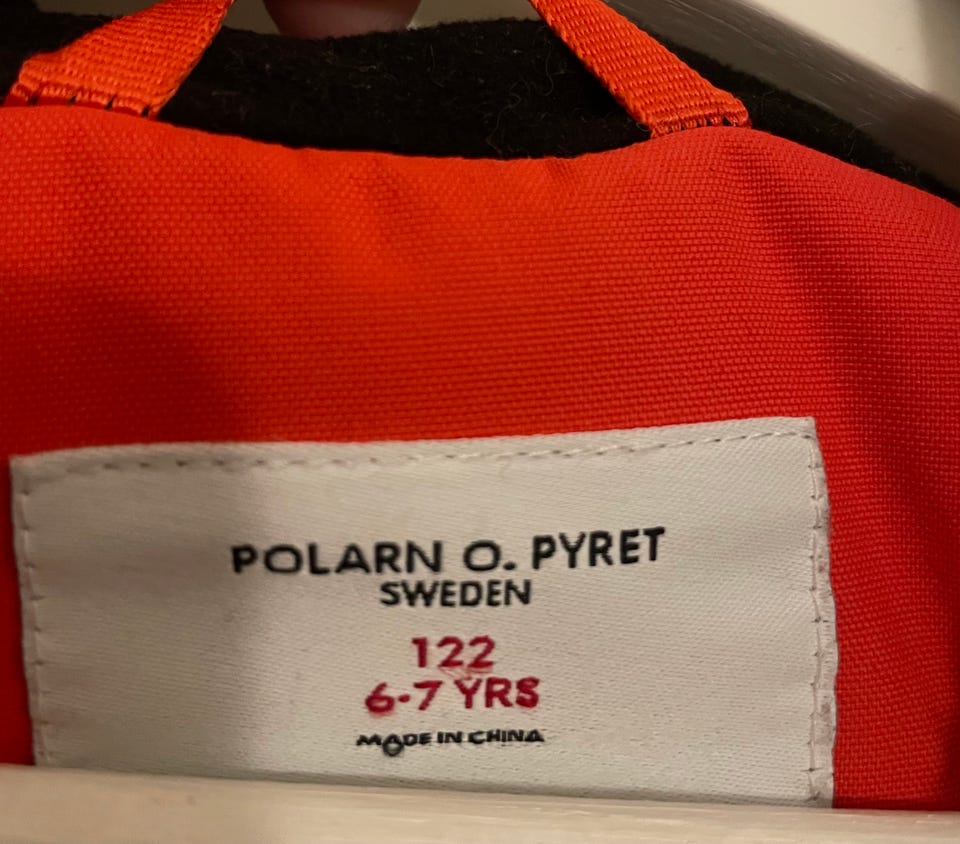 POLARN O. PYRET
SWEDEN
122
6-7 YRS
MADE IN CHINA